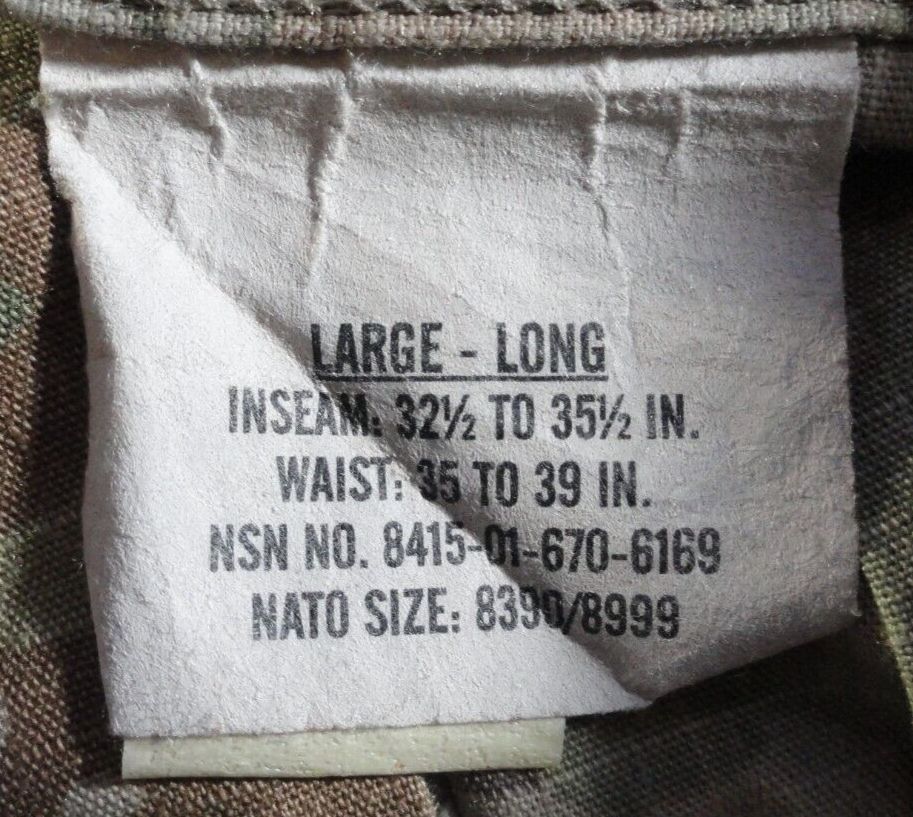 LARGE - LONG
INSEAM: 32½ TO 35½ IN.
WAIST: 35 TO 39 IN.
NSN NO. 8415-01-670-6169
NATO SIZE: 8390/8999